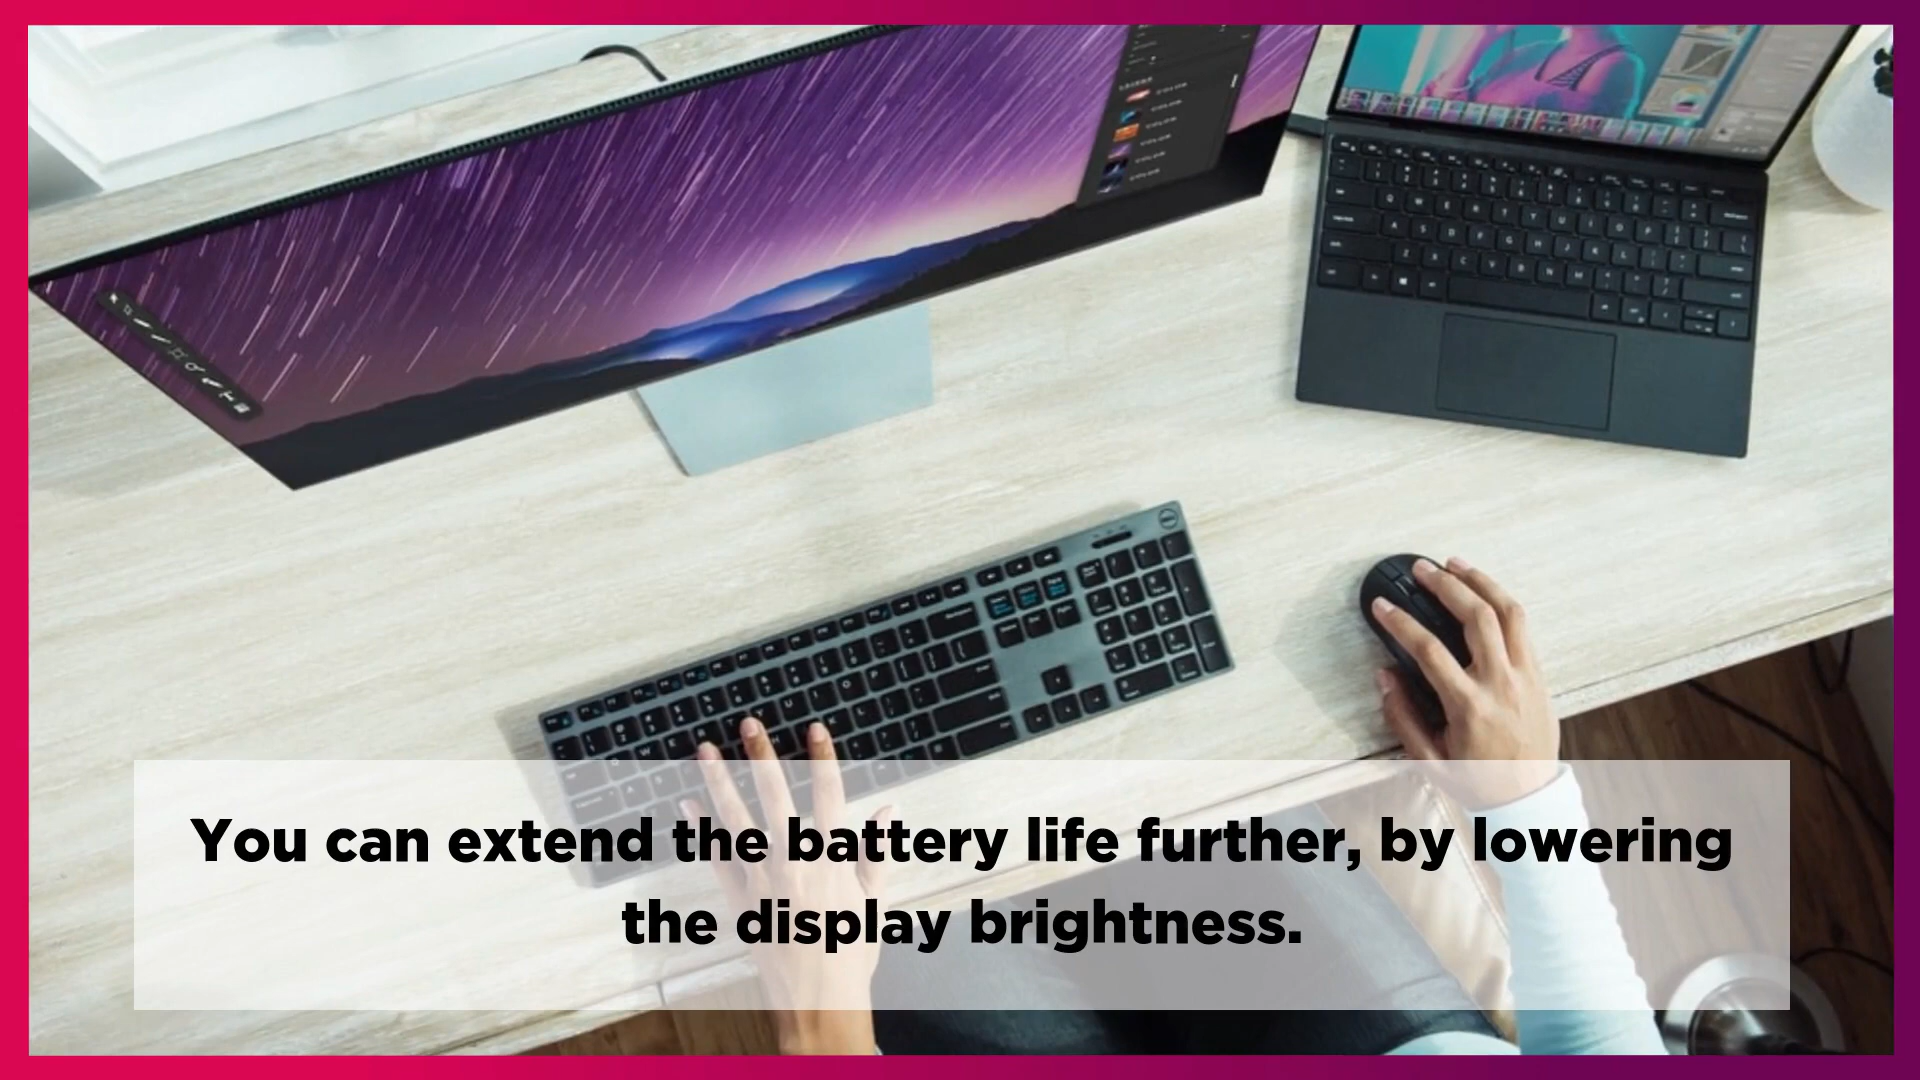 You can extend the battery life further, by lowering
the display brightness.